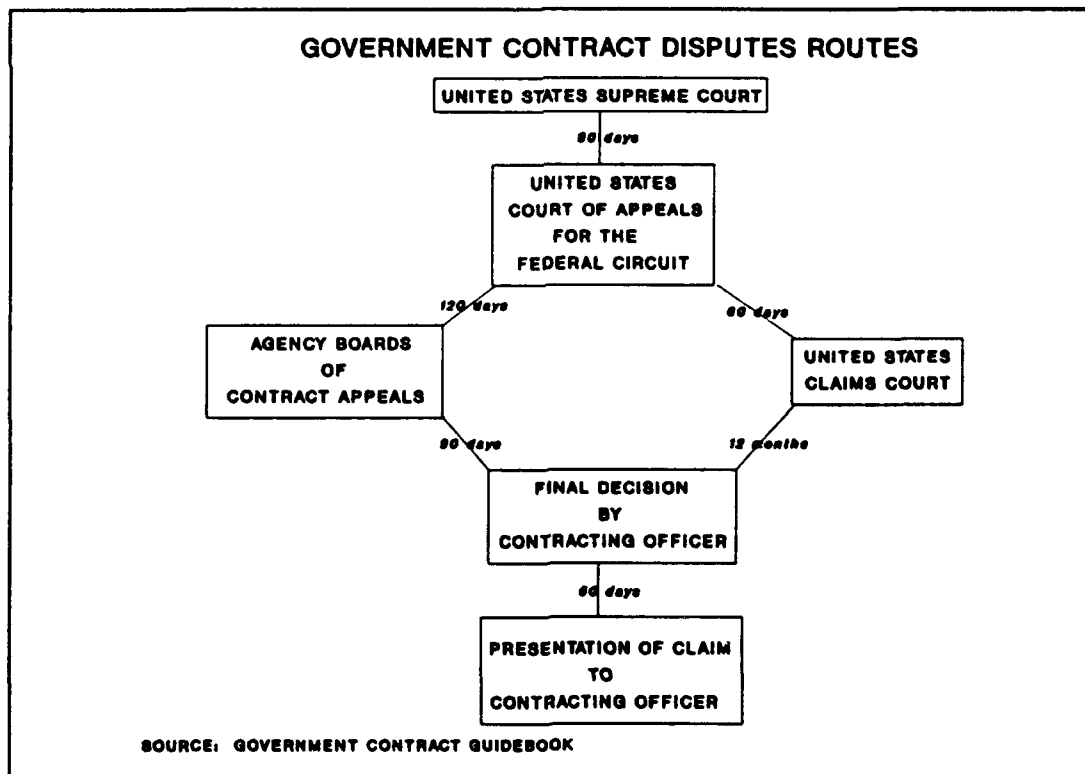 GOVERNMENT CONTRACT DISPUTES ROUTES
UNITED STATES SUPREME COURT
90 days
UNITED STATES
COURT OF APPEALS
FOR THE
FEDERAL CIRCUIT
120 days
60 days
AGENCY BOARDS
OF
CONTRACT APPEALS
UNITED STATES
CLAIMS COURT
90 days
12 months
FINAL DECISION
BY
CONTRACTING OFFICER
60 days
PRESENTATION OF CLAIM
TO
CONTRACTING OFFICER
SOURCE: GOVERNMENT CONTRACT GUIDEBOOK